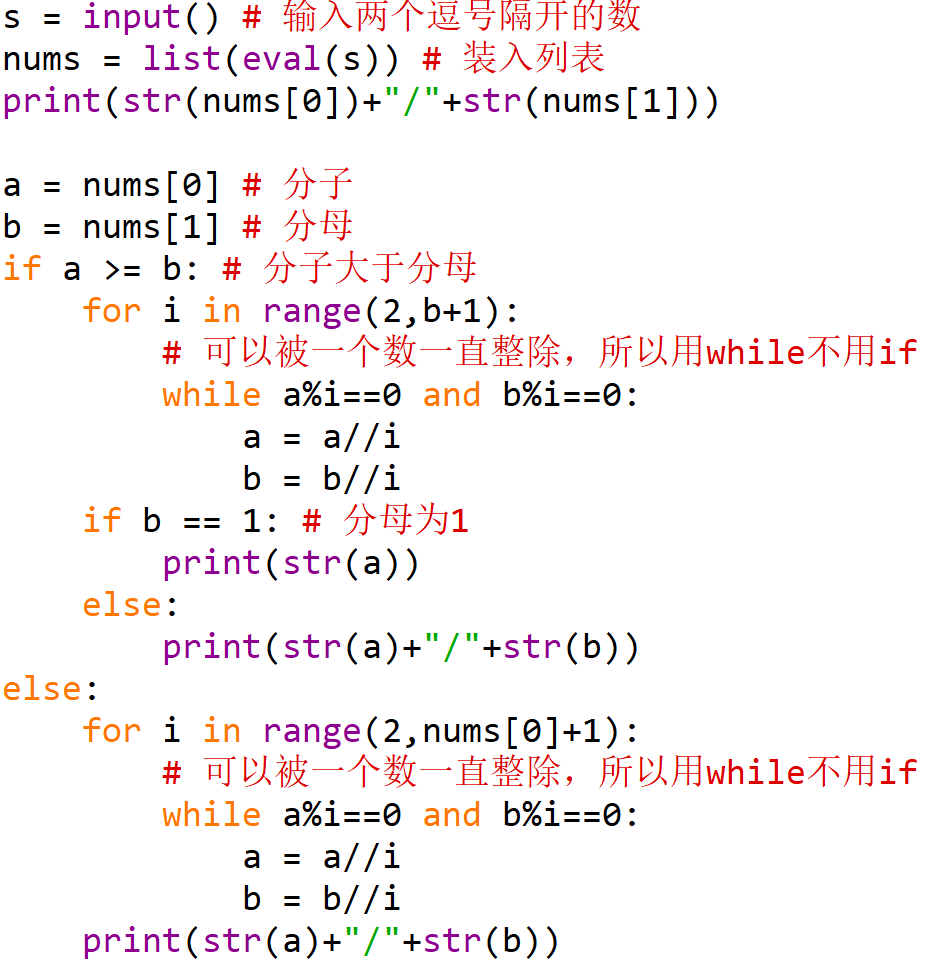 s = input() # 输入两个逗号隔开的数
nums = list(eval(s)) # 装入列表
print(str(nums[0])+"/"+str(nums[1]))

a = nums[0] # 分子
b = nums[1] # 分母
if a >= b: # 分子大于分母
    for i in range(2,b+1):
        # 可以被一个数一直整除，所以用while不用if
        while a%i==0 and b%i==0:
            a = a//i
            b = b//i
    if b == 1: # 分母为1
        print(str(a))
    else:
        print(str(a)+"/"+str(b))
else:
    for i in range(2,nums[0]+1):
        # 可以被一个数一直整除，所以用while不用if
        while a%i==0 and b%i==0:
            a = a//i
            b = b//i
    print(str(a)+"/"+str(b))